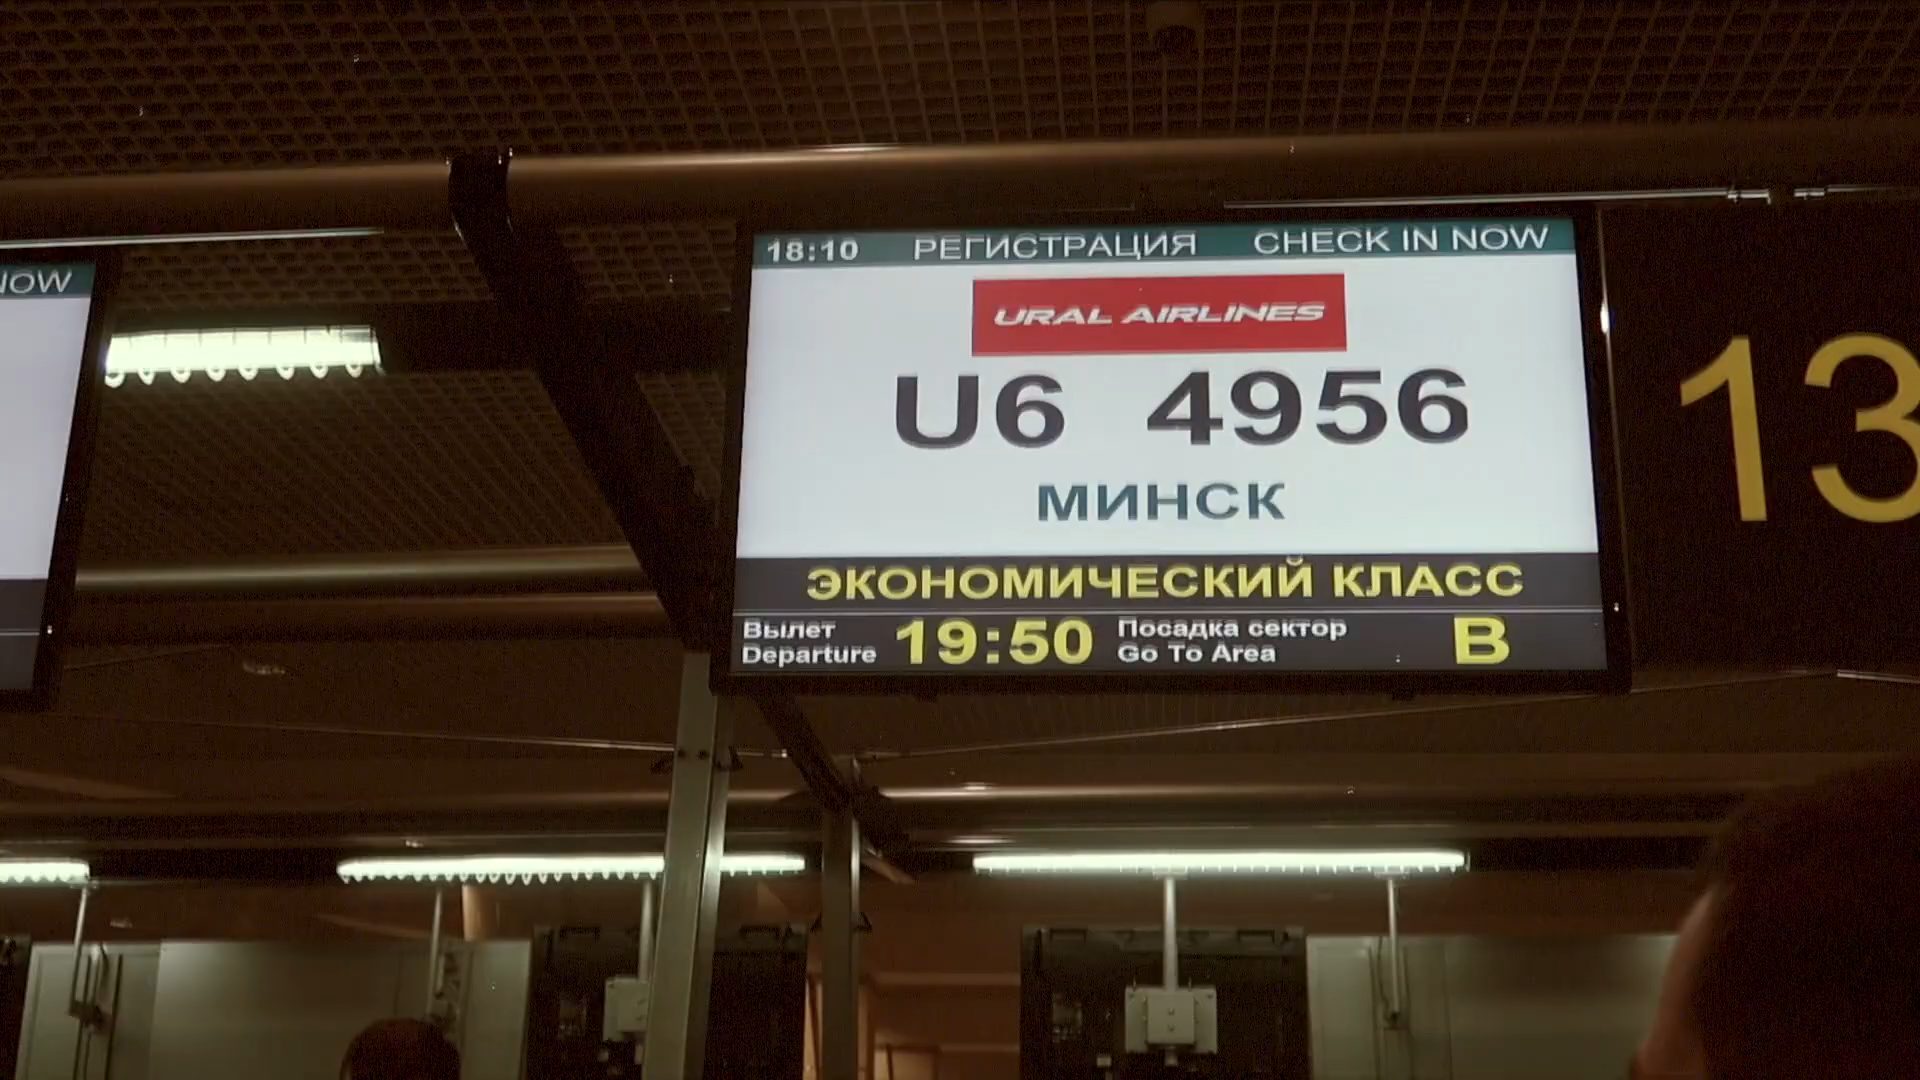 NOW
18:10 РЕГИСТРАЦИЯ CHECK IN NOW
URAL AIRLINES
U6 4956
МИНСК
ЭКОНОМИЧЕСКИЙ КЛАСС
Вылет 19:50 Посадка сектор B
Departure Go To Area
13